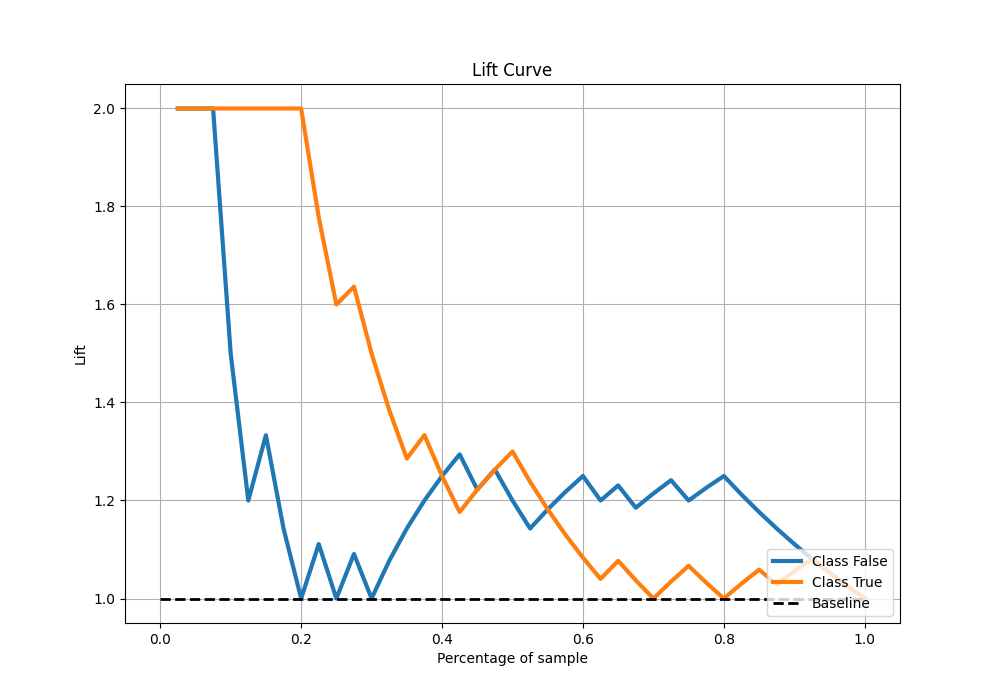 Lift Curve
2.0
1.8
1.6
1.4
1.2
1.0
Lift
Class False
Class True
Baseline
0.0 0.2 0.4 0.6 0.8 1.0
Percentage of sample